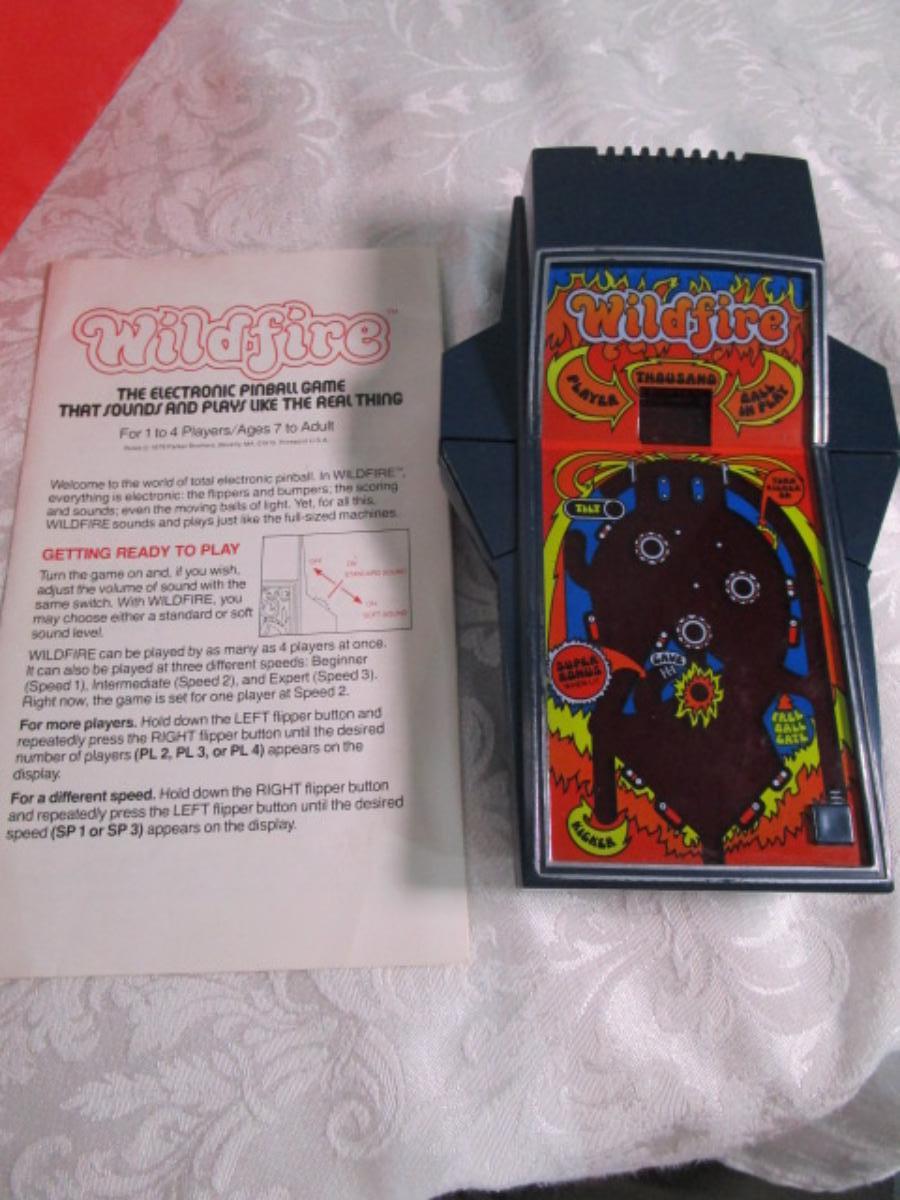 Wildfire™
THE ELECTRONIC PINBALL GAME
THAT SOUNDS AND PLAYS LIKE THE REAL THING
For 1 to 4 Players/Ages 7 to Adult
Welcome to the world of total electronic pinball. In WILDFIRE™,
everything is electronic: the flippers and bumpers; the scoring
and sounds; even the moving balls of light. Yet, for all this,
WILDFIRE sounds and plays just like the full-sized machines.
GETTING READY TO PLAY
Turn the game on and, if you wish,
adjust the volume of sound with the
same switch. With WILDFIRE, you
may choose either a standard or soft
sound level.
OFF
ON
STANDARD SOUND
ON
SOFT SOUND
WILDFIRE can be played by as many as 4 players at once.
It can also be played at three different speeds: Beginner
(Speed 1), Intermediate (Speed 2), and Expert (Speed 3).
Right now, the game is set for one player at Speed 2.
For more players. Hold down the LEFT flipper button and
repeatedly press the RIGHT flipper button until the desired
number of players (PL 2, PL 3, or PL 4) appears on the
display.
For a different speed. Hold down the RIGHT flipper button
and repeatedly press the LEFT flipper button until the desired
speed (SP 1 or SP 3) appears on the display.
Wildfire
PLAYER
THOUSAND
BALL
IN PLAY
TILT
TURN
KICKER
ON
SUPER
BONUS
WHEN LIT
FREE
BALL
GATE
KICKER